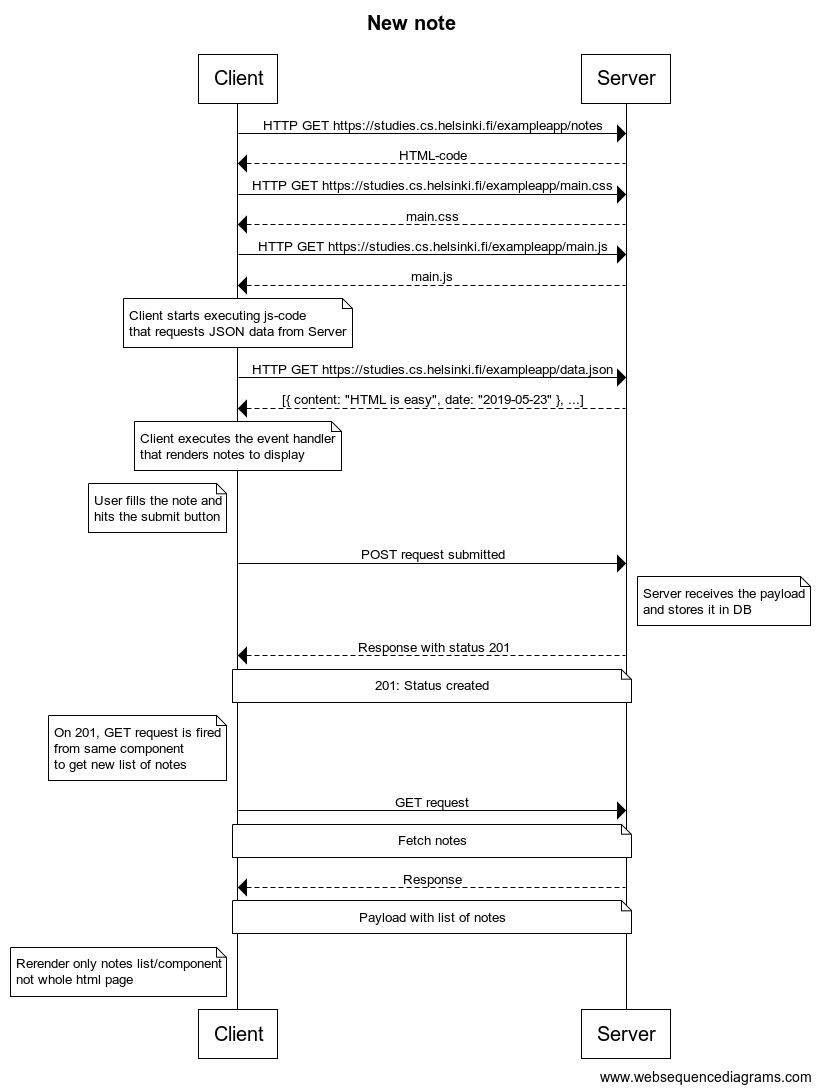 New note
Client
Server
HTTP GET https://studies.cs.helsinki.fi/exampleapp/notes
HTML-code
HTTP GET https://studies.cs.helsinki.fi/exampleapp/main.css
main.css
HTTP GET https://studies.cs.helsinki.fi/exampleapp/main.js
main.js
Client starts executing js-code
that requests JSON data from Server
HTTP GET https://studies.cs.helsinki.fi/exampleapp/data.json
[{ content: "HTML is easy", date: "2019-05-23" }, ...]
Client executes the event handler
that renders notes to display
User fills the note and
hits the submit button
POST request submitted
Server receives the payload
and stores it in DB
Response with status 201
201: Status created
On 201, GET request is fired
from same component
to get new list of notes
GET request
Fetch notes
Response
Payload with list of notes
Rerender only notes list/component
not whole html page
Client
Server
www.websequencediagrams.com